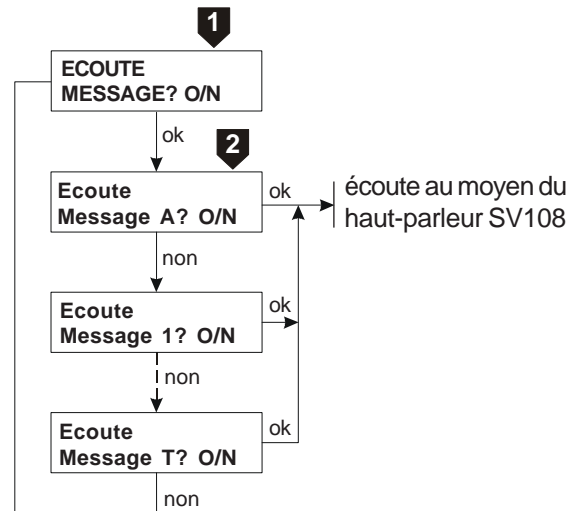 1
ECOUTE
MESSAGE? O/N
ok
2
Ecoute
Message A? O/N
ok
écoute au moyen du
haut-parleur SV108
non
Ecoute
Message 1? O/N
ok
non
Ecoute
Message T? O/N
ok
non